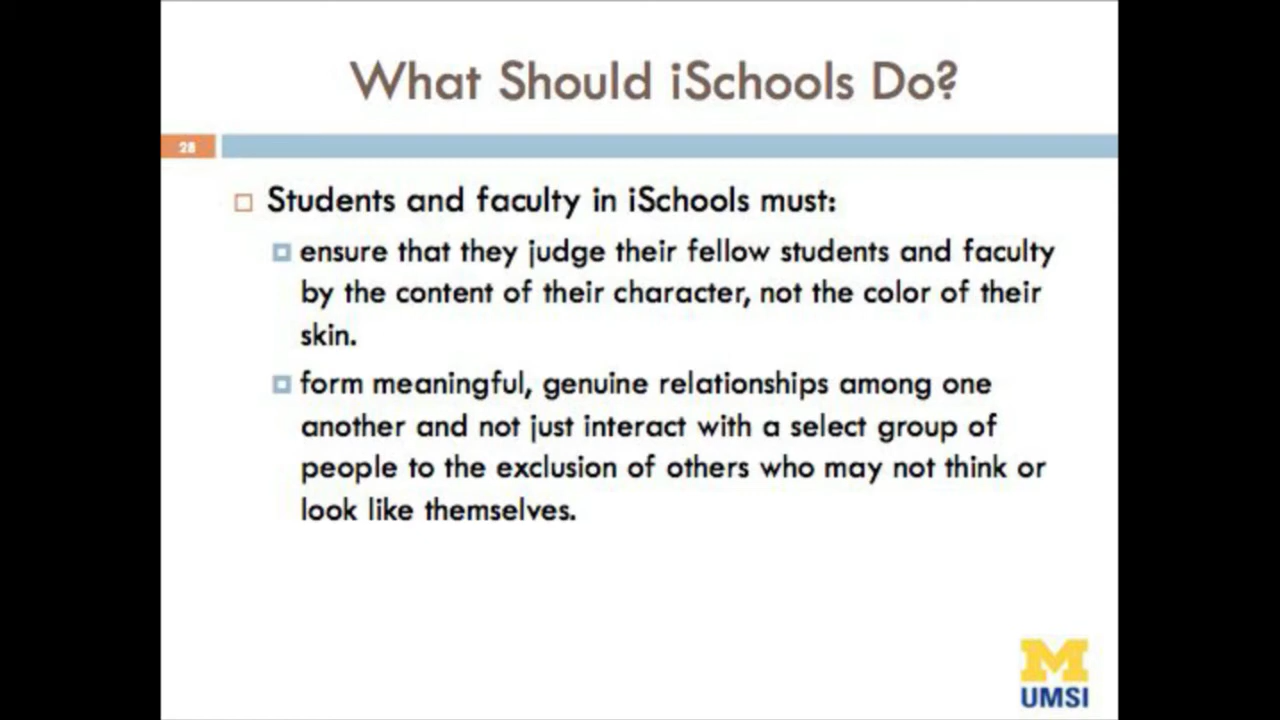 What Should iSchools Do?
28
Students and faculty in iSchools must:
ensure that they judge their fellow students and faculty
by the content of their character, not the color of their
skin.
form meaningful, genuine relationships among one
another and not just interact with a select group of
people to the exclusion of others who may not think or
look like themselves.
M
UMSI